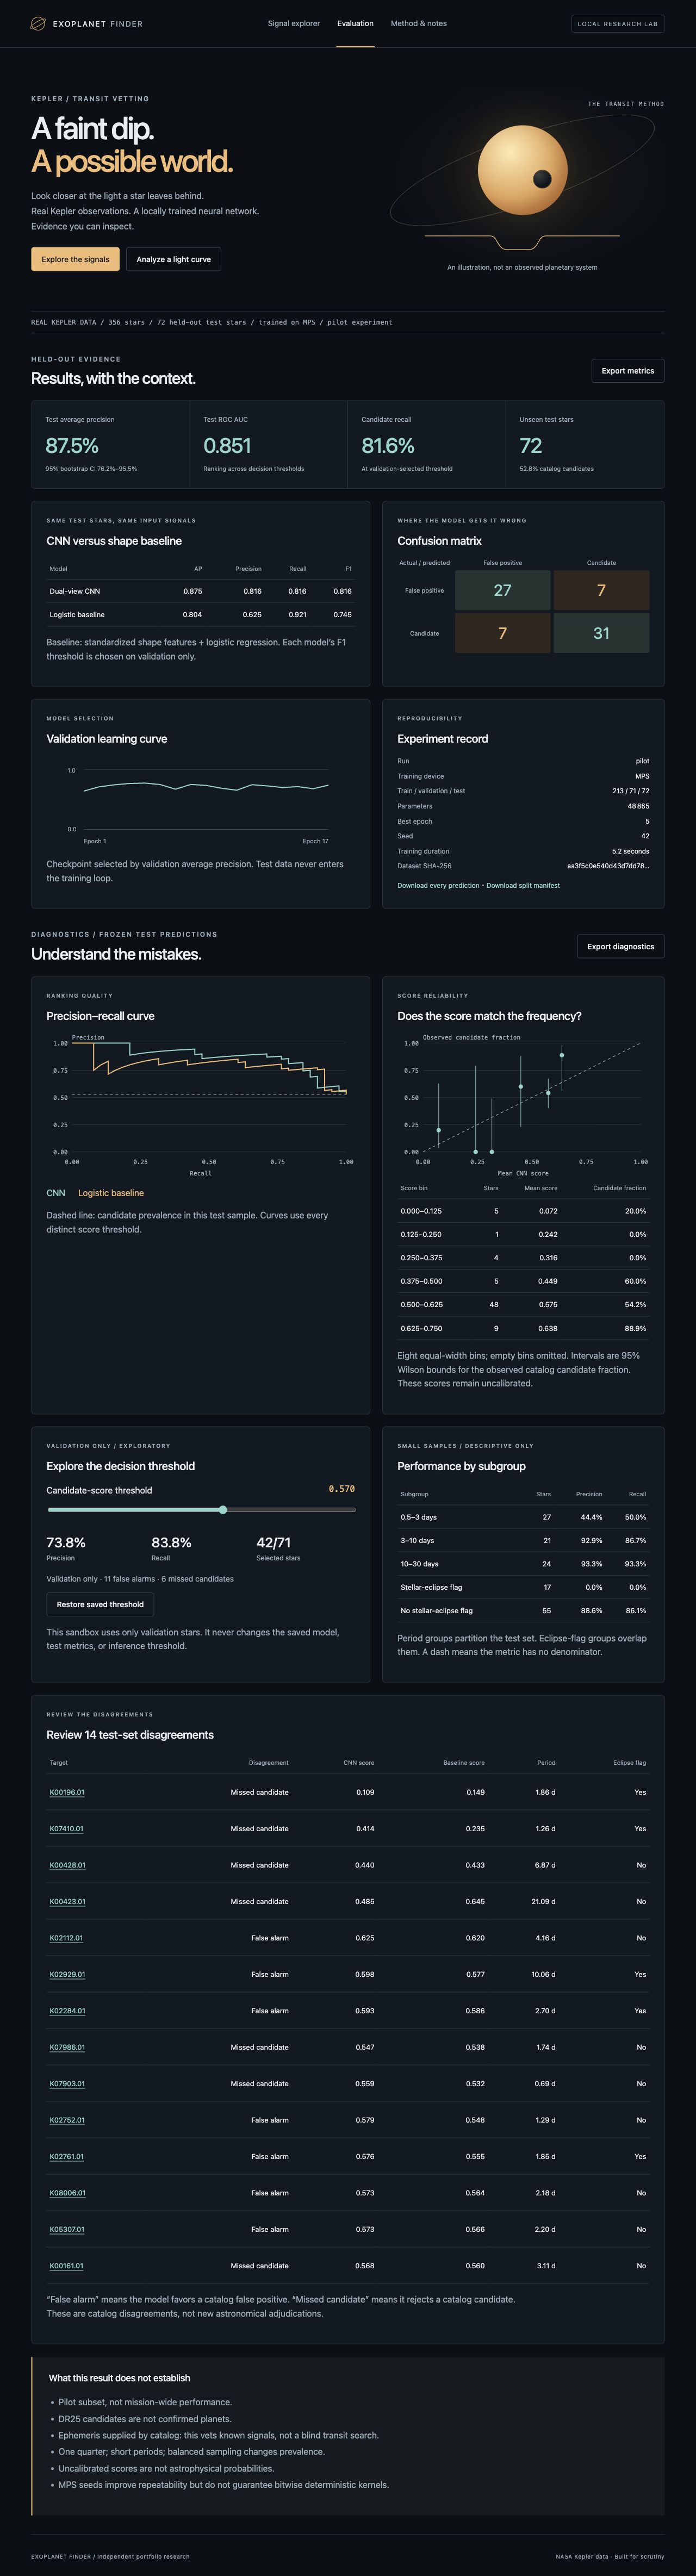 EXOPLANET FINDER
Signal explorer
Evaluation
Method & notes
LOCAL RESEARCH LAB
KEPLER / TRANSIT VETTING
A faint dip.
A possible world.
Look closer at the light a star leaves behind.
Real Kepler observations. A locally trained neural network.
Evidence you can inspect.
Explore the signals
Analyze a light curve
THE TRANSIT METHOD
An illustration, not an observed planetary system
REAL KEPLER DATA / 356 stars / 72 held-out test stars / trained on MPS / pilot experiment
HELD-OUT EVIDENCE
Results, with the context.
Export metrics
Test average precision
87.5%
95% bootstrap CI 76.2%–95.5%
Test ROC AUC
0.851
Ranking across decision thresholds
Candidate recall
81.6%
At validation-selected threshold
Unseen test stars
72
52.8% catalog candidates
SAME TEST STARS, SAME INPUT SIGNALS
CNN versus shape baseline
Model AP Precision Recall F1
Dual-view CNN 0.875 0.816 0.816 0.816
Logistic baseline 0.804 0.625 0.921 0.745
Baseline: standardized shape features + logistic regression. Each model's F1
threshold is chosen on validation only.
WHERE THE MODEL GETS IT WRONG
Confusion matrix
Actual / predicted False positive Candidate
False positive 27 7
Candidate 7 31
MODEL SELECTION
Validation learning curve
1.0
0.0
Epoch 1 Epoch 17
Checkpoint selected by validation average precision. Test data never enters
the training loop.
REPRODUCIBILITY
Experiment record
Run pilot
Training device MPS
Train / validation / test 213 / 71 / 72
Parameters 48 865
Best epoch 5
Seed 42
Training duration 5.2 seconds
Dataset SHA-256 aa3f5c0e540d43d7dd78…
Download every prediction · Download split manifest
DIAGNOSTICS / FROZEN TEST PREDICTIONS
Understand the mistakes.
Export diagnostics
RANKING QUALITY
Precision–recall curve
Precision
1.00
0.75
0.50
0.25
0.00
0.00 0.25 0.50 0.75 1.00
Recall
CNN Logistic baseline
Dashed line: candidate prevalence in this test sample. Curves use every
distinct score threshold.
SCORE RELIABILITY
Does the score match the frequency?
Observed candidate fraction
1.00
0.75
0.50
0.25
0.00
0.00 0.25 0.50 0.75 1.00
Mean CNN score
Score bin Stars Mean score Candidate fraction
0.000–0.125 5 0.072 20.0%
0.125–0.250 1 0.242 0.0%
0.250–0.375 4 0.316 0.0%
0.375–0.500 5 0.449 60.0%
0.500–0.625 48 0.575 54.2%
0.625–0.750 9 0.638 88.9%
Eight equal-width bins; empty bins omitted. Intervals are 95%
Wilson bounds for the observed catalog candidate fraction.
These scores remain uncalibrated.
VALIDATION ONLY / EXPLORATORY
Explore the decision threshold
Candidate-score threshold 0.570
73.8%
Precision
83.8%
Recall
42/71
Selected stars
Validation only · 11 false alarms · 6 missed candidates
Restore saved threshold
This sandbox uses only validation stars. It never changes the saved model,
test metrics, or inference threshold.
SMALL SAMPLES / DESCRIPTIVE ONLY
Performance by subgroup
Subgroup Stars Precision Recall
0.5–3 days 27 44.4% 50.0%
3–10 days 21 92.9% 86.7%
10–30 days 24 93.3% 93.3%
Stellar-eclipse flag 17 0.0% 0.0%
No stellar-eclipse flag 55 88.6% 86.1%
Period groups partition the test set. Eclipse-flag groups overlap
them. A dash means the metric has no denominator.
REVIEW THE DISAGREEMENTS
Review 14 test-set disagreements
Target Disagreement CNN score Baseline score Period Eclipse flag
K00196.01 Missed candidate 0.109 0.149 1.86 d Yes
K07410.01 Missed candidate 0.414 0.235 1.26 d Yes
K00428.01 Missed candidate 0.440 0.433 6.87 d No
K00423.01 Missed candidate 0.485 0.645 21.09 d No
K02112.01 False alarm 0.625 0.620 4.16 d No
K02929.01 False alarm 0.598 0.577 10.06 d Yes
K02284.01 False alarm 0.593 0.586 2.70 d Yes
K07986.01 Missed candidate 0.547 0.538 1.74 d No
K07903.01 Missed candidate 0.559 0.532 0.69 d No
K02752.01 False alarm 0.579 0.548 1.29 d No
K02761.01 False alarm 0.576 0.555 1.85 d Yes
K08006.01 False alarm 0.573 0.564 2.18 d No
K05307.01 False alarm 0.573 0.566 2.20 d No
K00161.01 Missed candidate 0.568 0.560 3.11 d No
“False alarm” means the model favors a catalog false positive. “Missed candidate” means it rejects a catalog candidate.
These are catalog disagreements, not new astronomical adjudications.
What this result does not establish
• Pilot subset, not mission-wide performance.
• DR25 candidates are not confirmed planets.
• Ephemeris supplied by catalog: this vets known signals, not a blind transit search.
• One quarter; short periods; balanced sampling changes prevalence.
• Uncalibrated scores are not astrophysical probabilities.
• MPS seeds improve repeatability but do not guarantee bitwise deterministic kernels.
EXOPLANET FINDER / Independent portfolio research
NASA Kepler data · Built for scrutiny